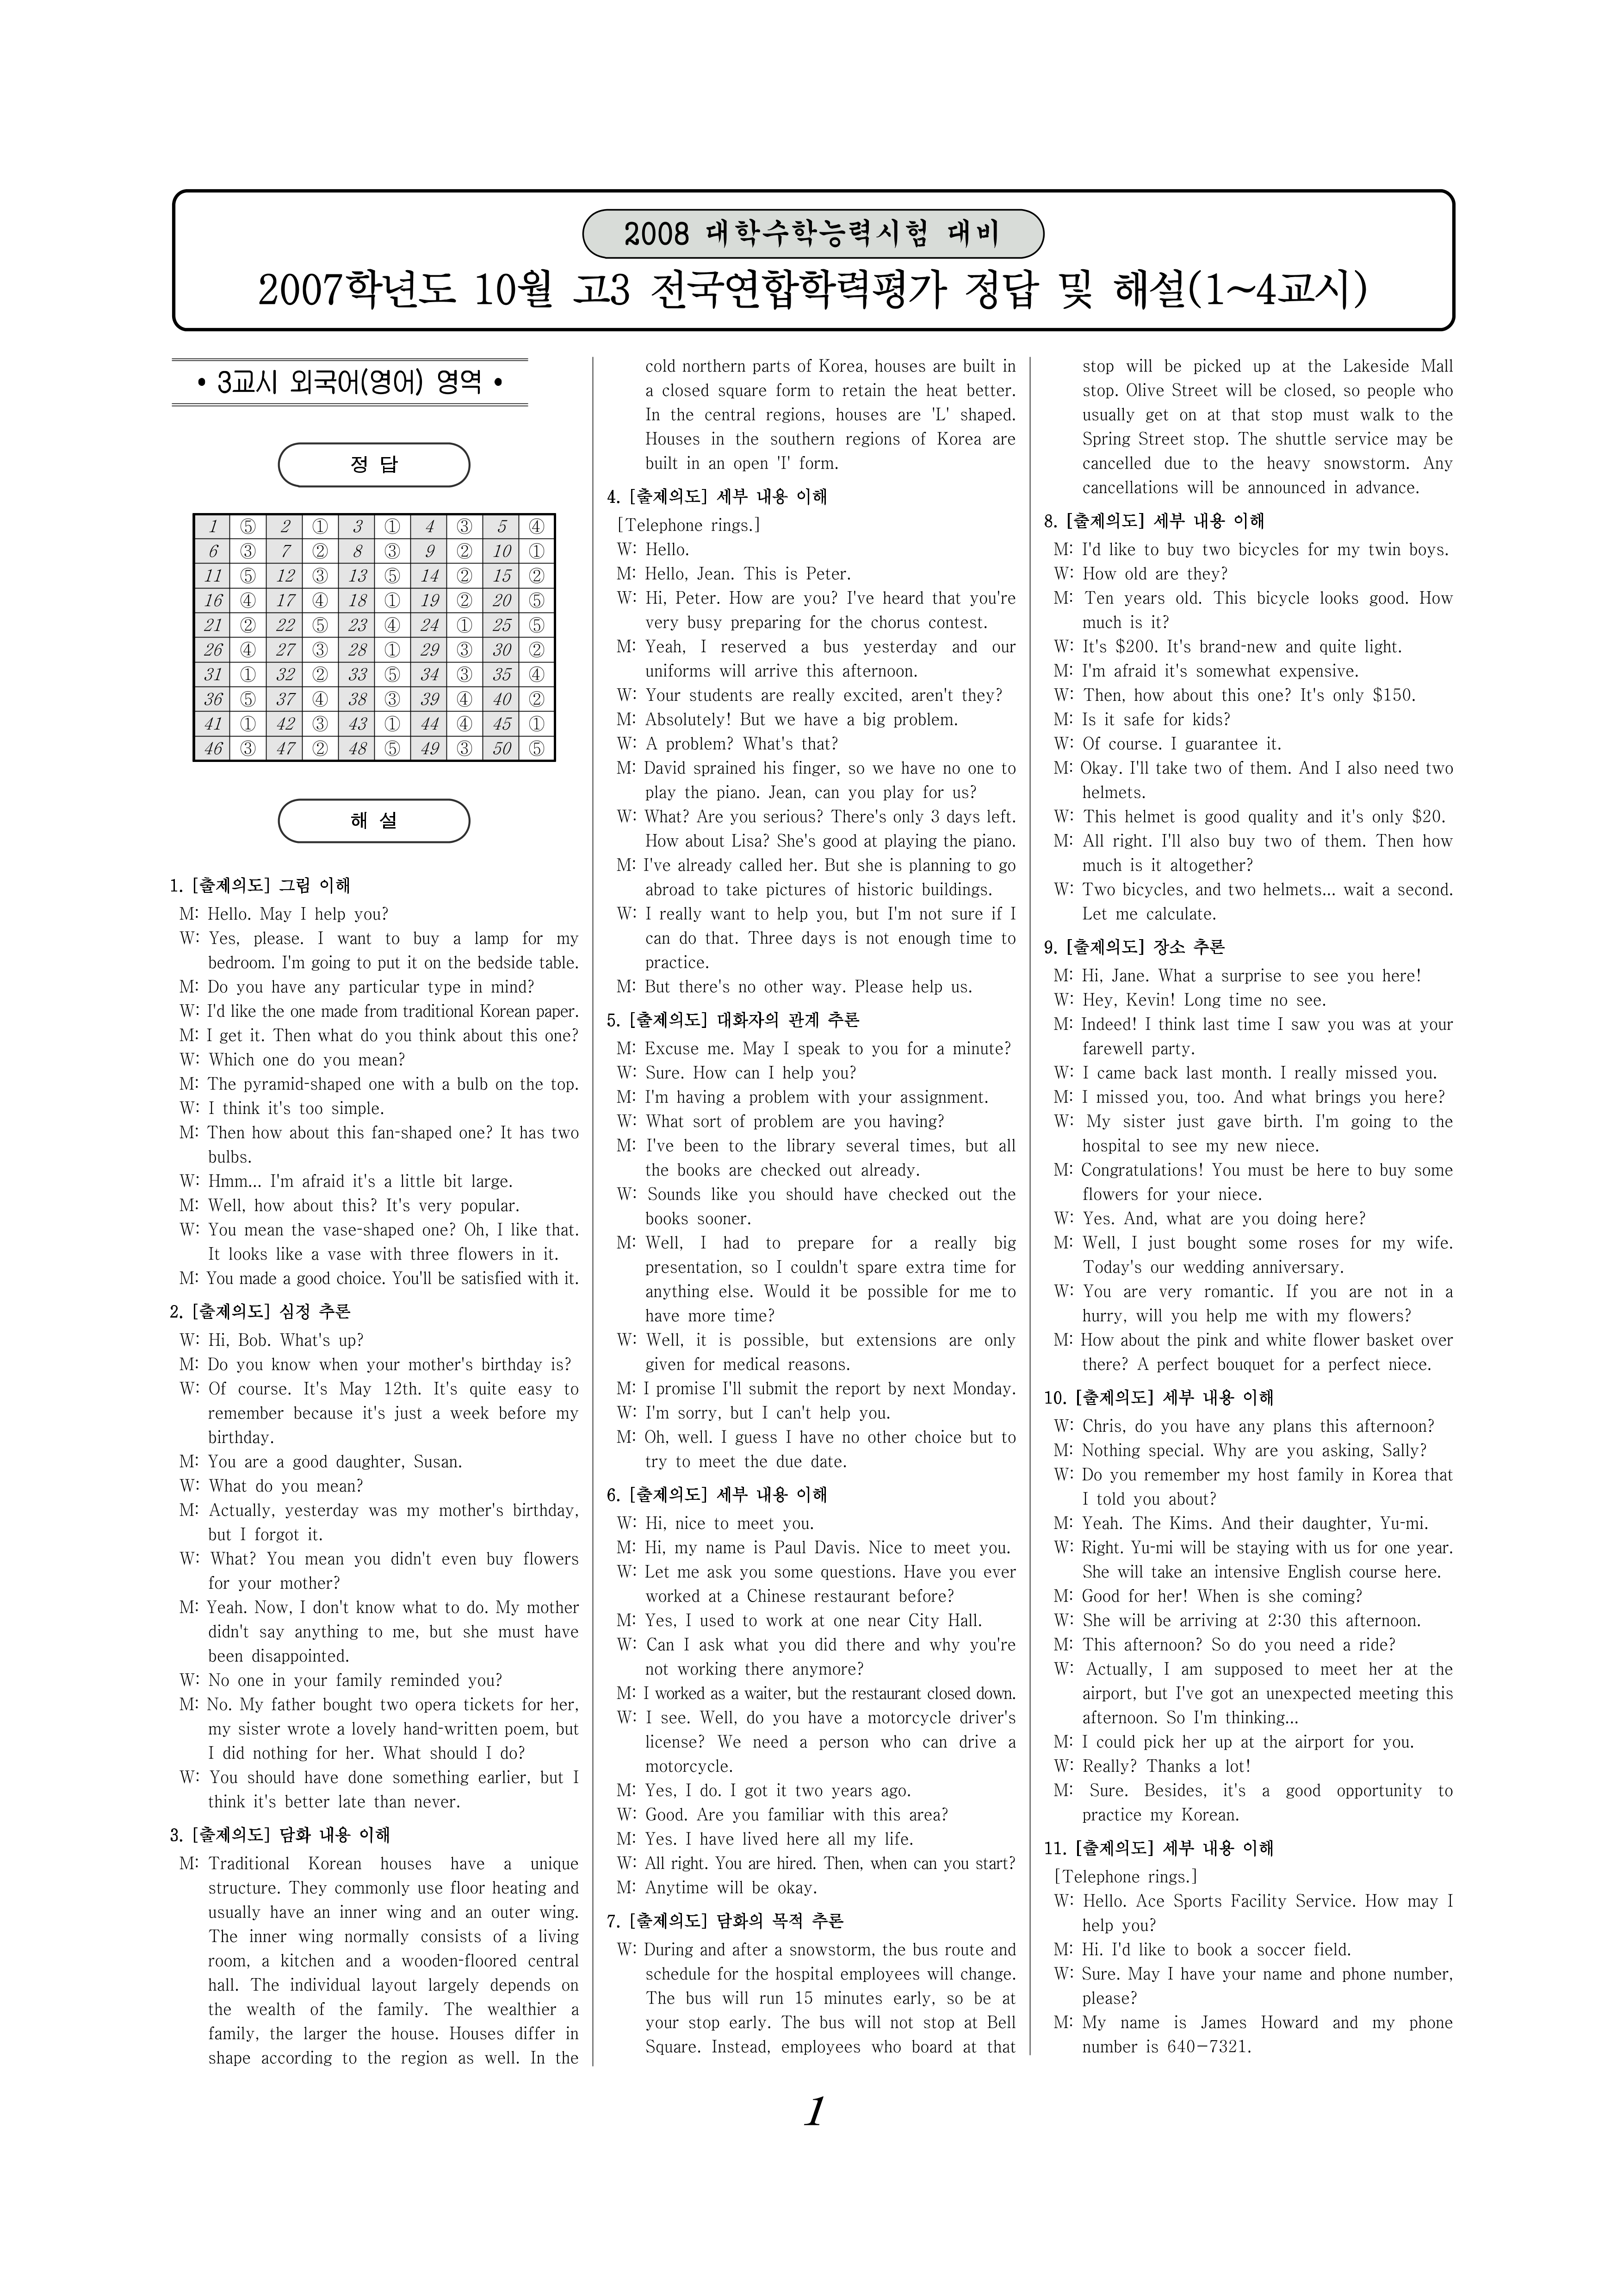 2008 대학수학능력시험 대비
2007학년도 10월 고3 전국연합학력평가 정답 및 해설(1~4교시)
• 3교시 외국어(영어) 영역 •
정 답
1 ⑤ 2 ① 3 ① 4 ③ 5 ④
6 ③ 7 ② 8 ③ 9 ② 10 ①
11 ⑤ 12 ③ 13 ⑤ 14 ② 15 ②
16 ④ 17 ④ 18 ① 19 ② 20 ⑤
21 ② 22 ⑤ 23 ④ 24 ① 25 ⑤
26 ④ 27 ③ 28 ① 29 ③ 30 ②
31 ① 32 ② 33 ⑤ 34 ③ 35 ④
36 ⑤ 37 ④ 38 ③ 39 ④ 40 ②
41 ① 42 ③ 43 ① 44 ④ 45 ①
46 ③ 47 ② 48 ⑤ 49 ③ 50 ⑤
해 설
1. [출제의도] 그림 이해
M: Hello. May I help you?
W: Yes, please. I want to buy a lamp for my
bedroom. I'm going to put it on the bedside table.
M: Do you have any particular type in mind?
W: I'd like the one made from traditional Korean paper.
M: I get it. Then what do you think about this one?
W: Which one do you mean?
M: The pyramid-shaped one with a bulb on the top.
W: I think it's too simple.
M: Then how about this fan-shaped one? It has two
bulbs.
W: Hmm... I'm afraid it's a little bit large.
M: Well, how about this? It's very popular.
W: You mean the vase-shaped one? Oh, I like that.
It looks like a vase with three flowers in it.
M: You made a good choice. You'll be satisfied with it.
2. [출제의도] 심정 추론
W: Hi, Bob. What's up?
M: Do you know when your mother's birthday is?
W: Of course. It's May 12th. It's quite easy to
remember because it's just a week before my
birthday.
M: You are a good daughter, Susan.
W: What do you mean?
M: Actually, yesterday was my mother's birthday,
but I forgot it.
W: What? You mean you didn't even buy flowers
for your mother?
M: Yeah. Now, I don't know what to do. My mother
didn't say anything to me, but she must have
been disappointed.
W: No one in your family reminded you?
M: No. My father bought two opera tickets for her,
my sister wrote a lovely hand-written poem, but
I did nothing for her. What should I do?
W: You should have done something earlier, but I
think it's better late than never.
3. [출제의도] 담화 내용 이해
M: Traditional Korean houses have a unique
structure. They commonly use floor heating and
usually have an inner wing and an outer wing.
The inner wing normally consists of a living
room, a kitchen and a wooden-floored central
hall. The individual layout largely depends on
the wealth of the family. The wealthier a
family, the larger the house. Houses differ in
shape according to the region as well. In the
cold northern parts of Korea, houses are built in
a closed square form to retain the heat better.
In the central regions, houses are 'L' shaped.
Houses in the southern regions of Korea are
built in an open 'I' form.
4. [출제의도] 세부 내용 이해
[Telephone rings.]
W: Hello.
M: Hello, Jean. This is Peter.
W: Hi, Peter. How are you? I've heard that you're
very busy preparing for the chorus contest.
M: Yeah, I reserved a bus yesterday and our
uniforms will arrive this afternoon.
W: Your students are really excited, aren't they?
M: Absolutely! But we have a big problem.
W: A problem? What's that?
M: David sprained his finger, so we have no one to
play the piano. Jean, can you play for us?
W: What? Are you serious? There's only 3 days left.
How about Lisa? She's good at playing the piano.
M: I've already called her. But she is planning to go
abroad to take pictures of historic buildings.
W: I really want to help you, but I'm not sure if I
can do that. Three days is not enough time to
practice.
M: But there's no other way. Please help us.
5. [출제의도] 대화자의 관계 추론
M: Excuse me. May I speak to you for a minute?
W: Sure. How can I help you?
M: I'm having a problem with your assignment.
W: What sort of problem are you having?
M: I've been to the library several times, but all
the books are checked out already.
W: Sounds like you should have checked out the
books sooner.
M: Well, I had to prepare for a really big
presentation, so I couldn't spare extra time for
anything else. Would it be possible for me to
have more time?
W: Well, it is possible, but extensions are only
given for medical reasons.
M: I promise I'll submit the report by next Monday.
W: I'm sorry, but I can't help you.
M: Oh, well. I guess I have no other choice but to
try to meet the due date.
6. [출제의도] 세부 내용 이해
W: Hi, nice to meet you.
M: Hi, my name is Paul Davis. Nice to meet you.
W: Let me ask you some questions. Have you ever
worked at a Chinese restaurant before?
M: Yes, I used to work at one near City Hall.
W: Can I ask what you did there and why you're
not working there anymore?
M: I worked as a waiter, but the restaurant closed down.
W: I see. Well, do you have a motorcycle driver's
license? We need a person who can drive a
motorcycle.
M: Yes, I do. I got it two years ago.
W: Good. Are you familiar with this area?
M: Yes. I have lived here all my life.
W: All right. You are hired. Then, when can you start?
M: Anytime will be okay.
7. [출제의도] 담화의 목적 추론
W: During and after a snowstorm, the bus route and
schedule for the hospital employees will change.
The bus will run 15 minutes early, so be at
your stop early. The bus will not stop at Bell
Square. Instead, employees who board at that
stop will be picked up at the Lakeside Mall
stop. Olive Street will be closed, so people who
usually get on at that stop must walk to the
Spring Street stop. The shuttle service may be
cancelled due to the heavy snowstorm. Any
cancellations will be announced in advance.
8. [출제의도] 세부 내용 이해
M: I'd like to buy two bicycles for my twin boys.
W: How old are they?
M: Ten years old. This bicycle looks good. How
much is it?
W: It's $200. It's brand-new and quite light.
M: I'm afraid it's somewhat expensive.
W: Then, how about this one? It's only $150.
M: Is it safe for kids?
W: Of course. I guarantee it.
M: Okay. I'll take two of them. And I also need two
helmets.
W: This helmet is good quality and it's only $20.
M: All right. I'll also buy two of them. Then how
much is it altogether?
W: Two bicycles, and two helmets... wait a second.
Let me calculate.
9. [출제의도] 장소 추론
M: Hi, Jane. What a surprise to see you here!
W: Hey, Kevin! Long time no see.
M: Indeed! I think last time I saw you was at your
farewell party.
W: I came back last month. I really missed you.
M: I missed you, too. And what brings you here?
W: My sister just gave birth. I'm going to the
hospital to see my new niece.
M: Congratulations! You must be here to buy some
flowers for your niece.
W: Yes. And, what are you doing here?
M: Well, I just bought some roses for my wife.
Today's our wedding anniversary.
W: You are very romantic. If you are not in a
hurry, will you help me with my flowers?
M: How about the pink and white flower basket over
there? A perfect bouquet for a perfect niece.
10. [출제의도] 세부 내용 이해
W: Chris, do you have any plans this afternoon?
M: Nothing special. Why are you asking, Sally?
W: Do you remember my host family in Korea that
I told you about?
M: Yeah. The Kims. And their daughter, Yu-mi.
W: Right. Yu-mi will be staying with us for one year.
She will take an intensive English course here.
M: Good for her! When is she coming?
W: She will be arriving at 2:30 this afternoon.
M: This afternoon? So do you need a ride?
W: Actually, I am supposed to meet her at the
airport, but I've got an unexpected meeting this
afternoon. So I'm thinking...
M: I could pick her up at the airport for you.
W: Really? Thanks a lot!
M: Sure. Besides, it's a good opportunity to
practice my Korean.
11. [출제의도] 세부 내용 이해
[Telephone rings.]
W: Hello. Ace Sports Facility Service. How may I
help you?
M: Hi. I'd like to book a soccer field.
W: Sure. May I have your name and phone number,
please?
M: My name is James Howard and my phone
number is 640-7321.
1